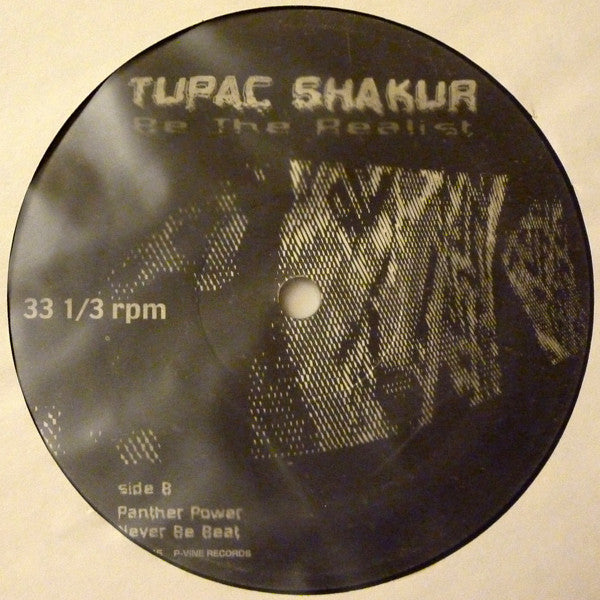 TUPAC SHAKUR
Be The Realist
33 1/3 rpm
side B
Panther Power
Never Be Beat
P-VINE RECORDS